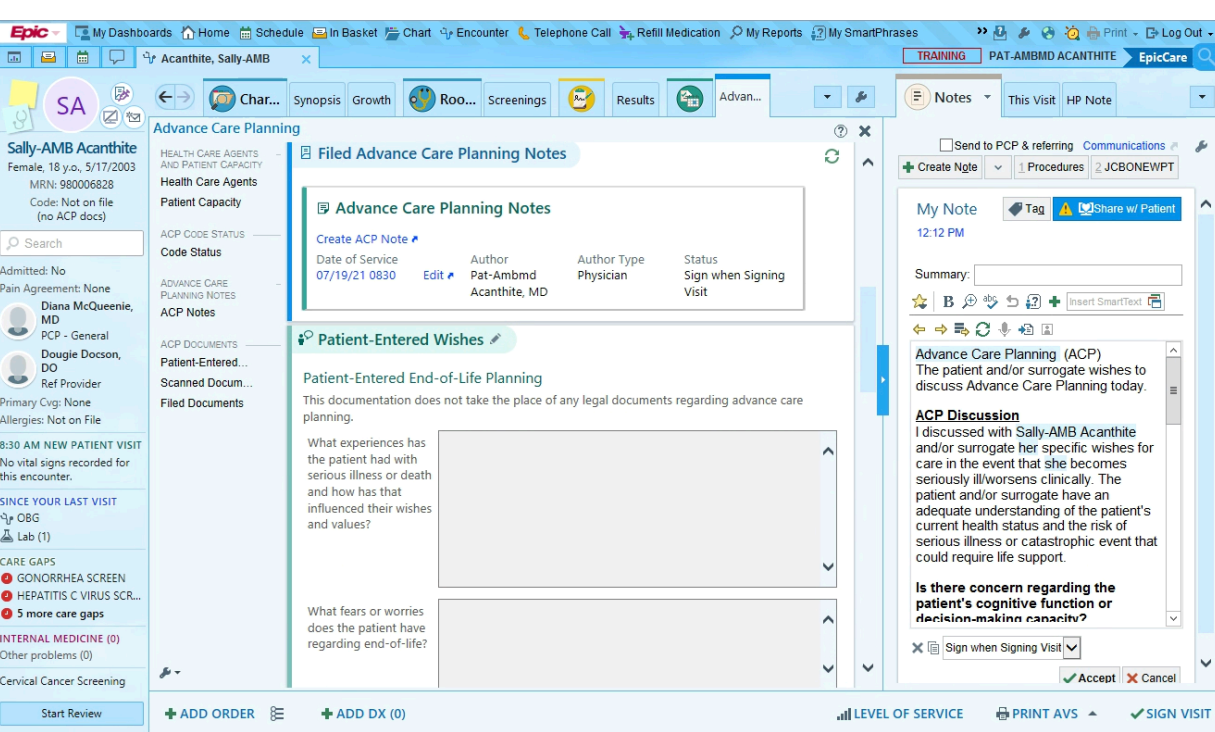 Epic
My Dashboards Home Schedule In Basket Chart Encounter Telephone Call Refill Medication My Reports My SmartPhrases » Print Log Out
Acanthite, Sally-AMB × TRAINING PAT-AMBMD ACANTHITE EpicCare
SA
Sally-AMB Acanthite
Female, 18 y.o., 5/17/2003
MRN: 980006828
Code: Not on file
(no ACP docs)
Search
Admitted: No
Pain Agreement: None
Diana McQueenie,
MD
PCP - General
Dougie Docson,
DO
Ref Provider
Primary Cvg: None
Allergies: Not on File
8:30 AM NEW PATIENT VISIT
No vital signs recorded for
this encounter.
SINCE YOUR LAST VISIT
OBG
Lab (1)
CARE GAPS
GONORRHEA SCREEN
HEPATITIS C VIRUS SCR...
5 more care gaps
INTERNAL MEDICINE (0)
Other problems (0)
Cervical Cancer Screening
Start Review
Char... Synopsis Growth Roo... Screenings Results Advan...
Advance Care Planning
HEALTH CARE AGENTS
AND PATIENT CAPACITY
Health Care Agents
Patient Capacity
ACP CODE STATUS
Code Status
ADVANCE CARE
PLANNING NOTES
ACP Notes
ACP DOCUMENTS
Patient-Entered...
Scanned Docum...
Filed Documents
Filed Advance Care Planning Notes
Advance Care Planning Notes
Create ACP Note
Date of Service Author Author Type Status
07/19/21 0830 Edit Pat-Ambmd Physician Sign when Signing
Acanthite, MD Visit
Patient-Entered Wishes
Patient-Entered End-of-Life Planning
This documentation does not take the place of any legal documents regarding advance care
planning.
What experiences has
the patient had with
serious illness or death
and how has that
influenced their wishes
and values?
What fears or worries
does the patient have
regarding end-of-life?
Notes This Visit HP Note
Send to PCP & referring Communications
Create Note 1 Procedures 2 JCBONEWPT
My Note Tag Share w/ Patient
12:12 PM
Summary:
B abc Insert SmartText
Advance Care Planning (ACP)
The patient and/or surrogate wishes to
discuss Advance Care Planning today.
ACP Discussion
I discussed with Sally-AMB Acanthite
and/or surrogate her specific wishes for
care in the event that she becomes
seriously ill/worsens clinically. The
patient and/or surrogate have an
adequate understanding of the patient's
current health status and the risk of
serious illness or catastrophic event that
could require life support.
Is there concern regarding the
patient's cognitive function or
decision-making capacity?
Sign when Signing Visit
Accept Cancel
ADD ORDER ADD DX (0) LEVEL OF SERVICE PRINT AVS SIGN VISIT